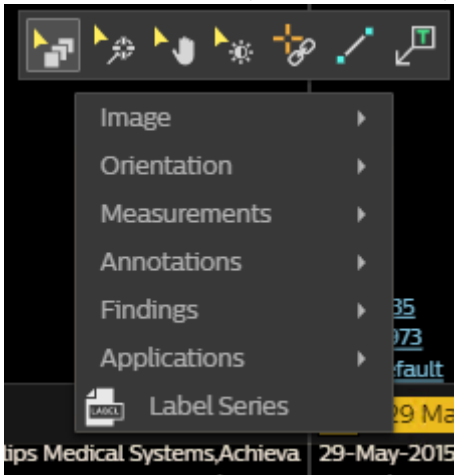 T
Image
Orientation
Measurements
Annotations
Findings
35
Applications
973
efault
LABEL Label Series
29 Ma
lips Medical Systems,Achieva
29-May-2015